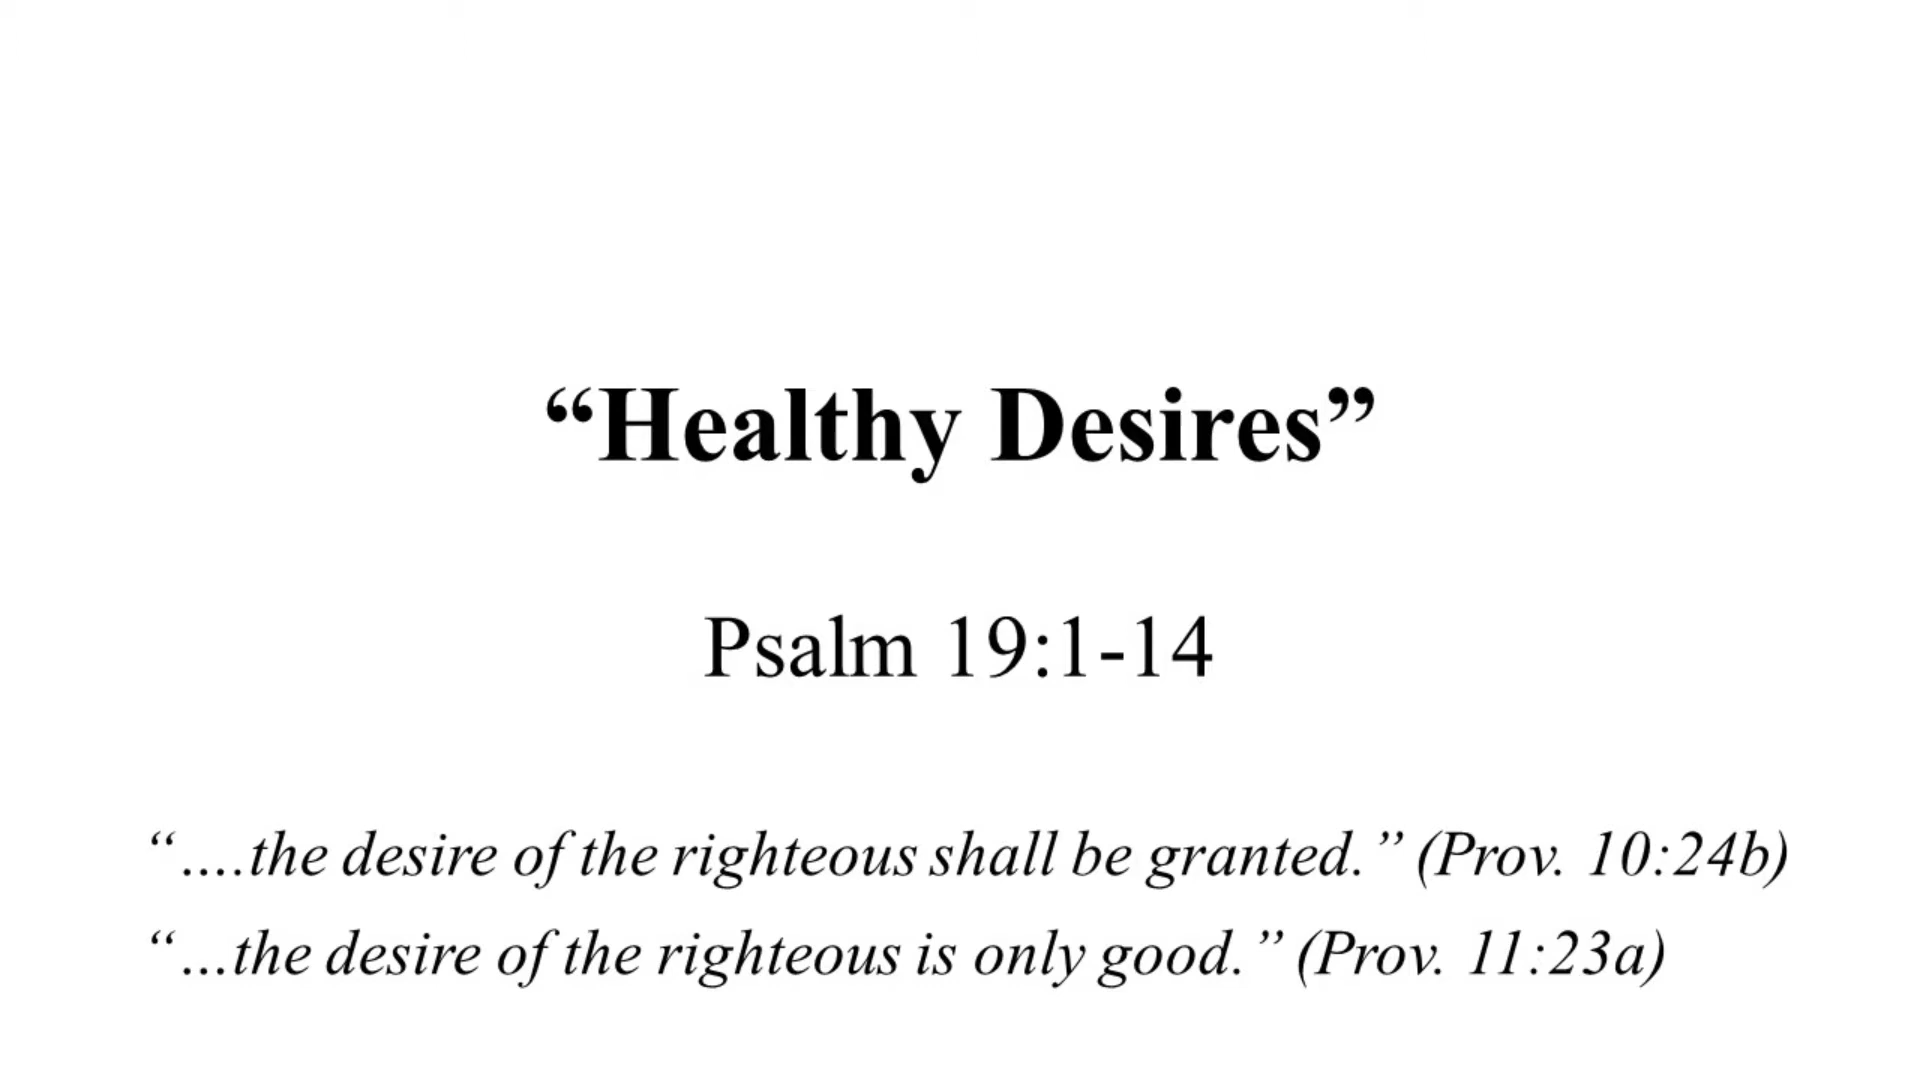 “Healthy Desires”
Psalm 19:1-14
“....the desire of the righteous shall be granted.” (Prov. 10:24b)
“...the desire of the righteous is only good.” (Prov. 11:23a)